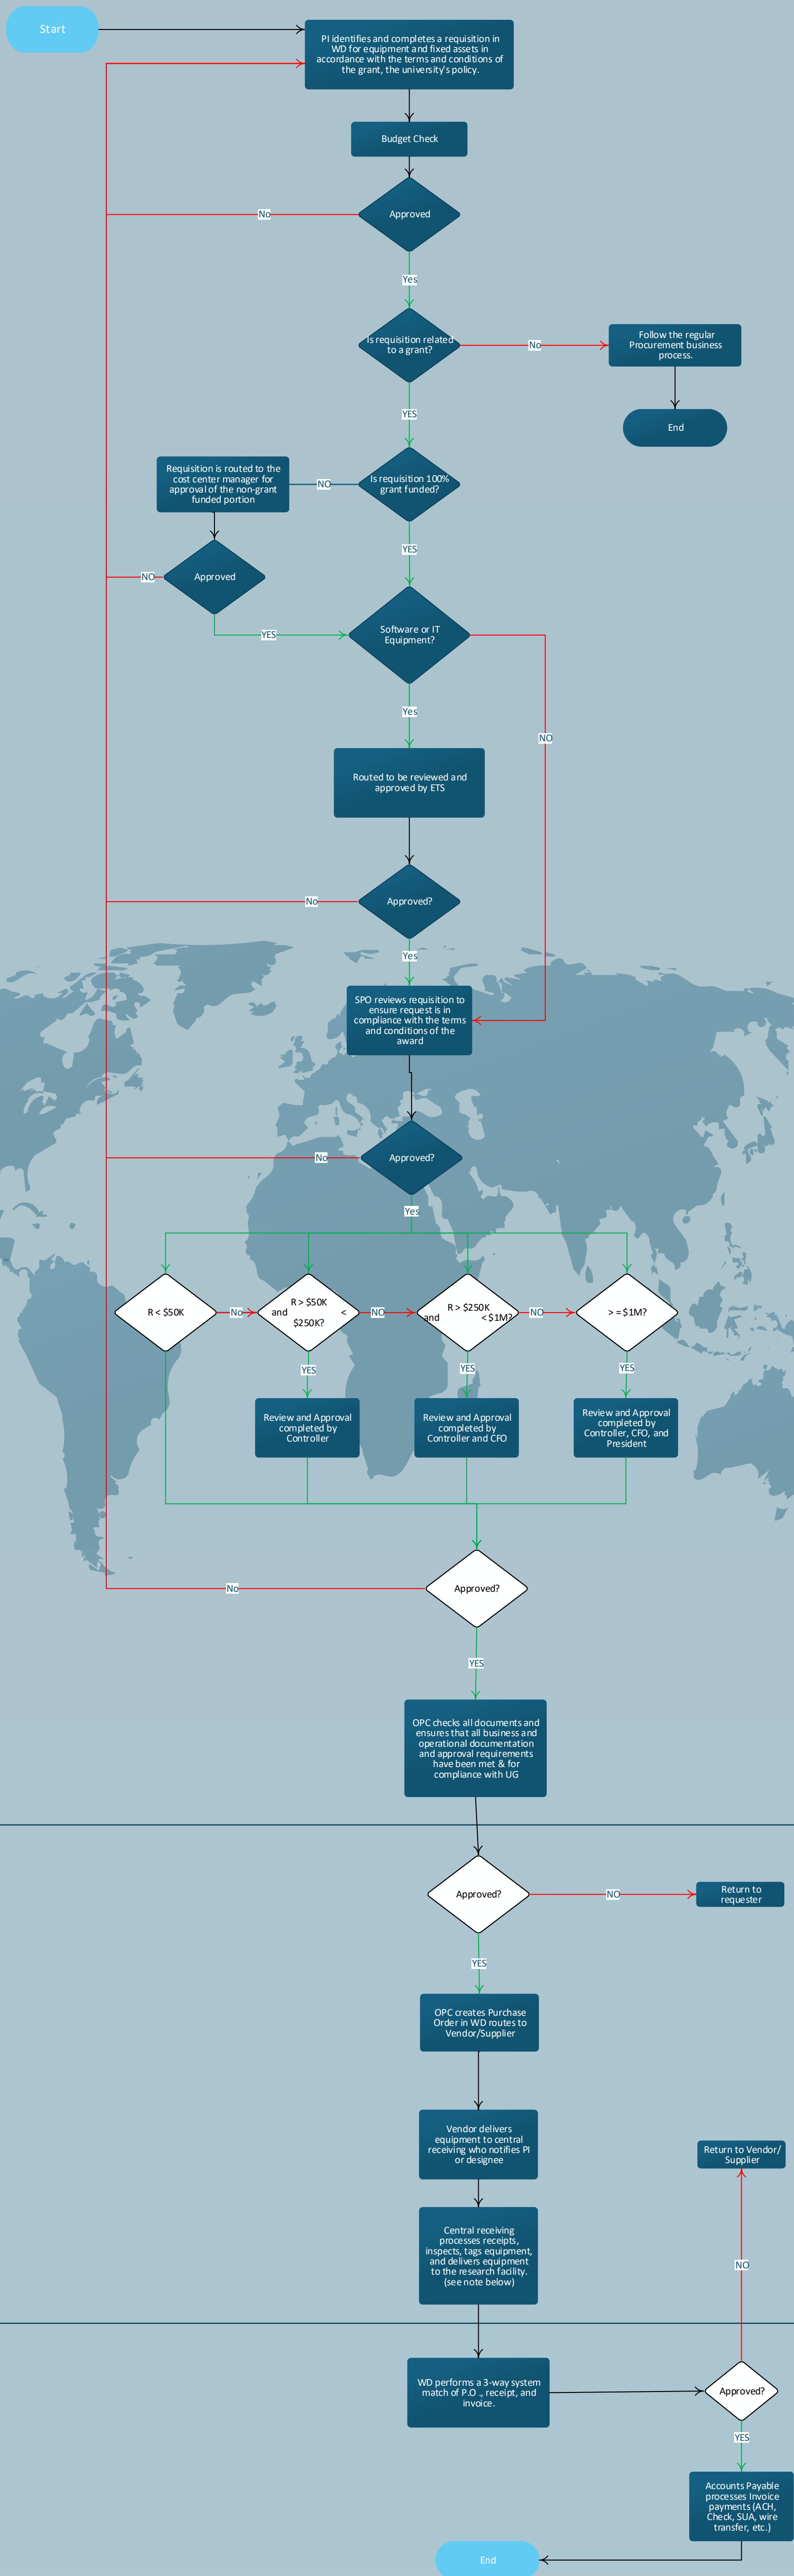 Start
PI identifies and completes a requisition in
WD for equipment and fixed assets in
accordance with the terms and conditions of
the grant, the university's policy.
Budget Check
Approved
No
Yes
Is requisition related
to a grant?
No
Follow the regular
Procurement business
process.
End
YES
Is requisition 100%
grant funded?
NO
Requisition is routed to the
cost center manager for
approval of the non-grant
funded portion
YES
Approved
NO
YES
Software or IT
Equipment?
NO
Yes
Routed to be reviewed and
approved by ETS
Approved?
No
Yes
SPO reviews requisition to
ensure request is in
compliance with the terms
and conditions of the
award
Approved?
No
Yes
R < $50K
No
R > $50K
and <
$250K?
NO
R > $250K
and < $1M?
NO
> = $1M?
YES
YES
YES
Review and Approval
completed by
Controller
Review and Approval
completed by
Controller and CFO
Review and Approval
completed by
Controller, CFO, and
President
Approved?
No
YES
OPC checks all documents and
ensures that all business and
operational documentation
and approval requirements
have been met & for
compliance with UG
Approved?
NO
Return to
requester
YES
OPC creates Purchase
Order in WD routes to
Vendor/Supplier
Vendor delivers
equipment to central
receiving who notifies PI
or designee
Return to Vendor/
Supplier
Central receiving
processes receipts,
inspects, tags equipment,
and delivers equipment
to the research facility.
(see note below)
NO
WD performs a 3-way system
match of P.O ., receipt, and
invoice.
Approved?
YES
Accounts Payable
processes Invoice
payments (ACH,
Check, SUA, wire
transfer, etc.)
End